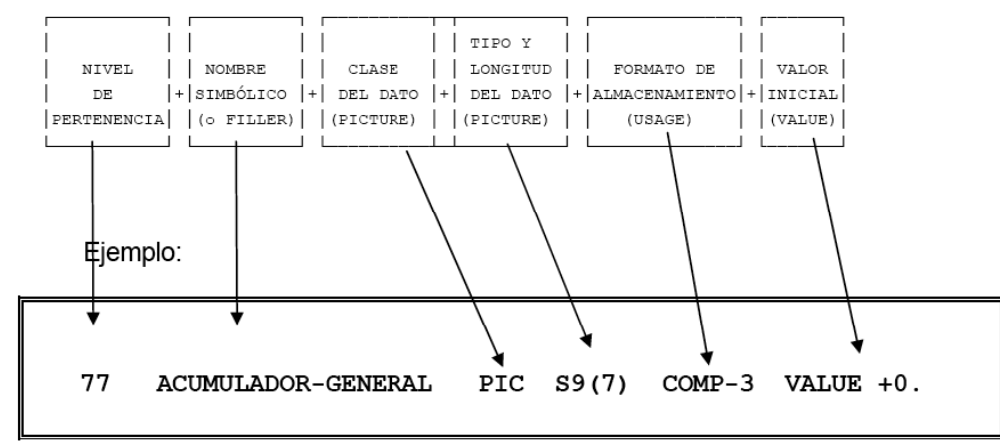 TIPO Y
NIVEL NOMBRE CLASE LONGITUD FORMATO DE VALOR
DE + SIMBÓLICO + DEL DATO + DEL DATO + ALMACENAMIENTO + INICIAL
PERTENENCIA (o FILLER) (PICTURE) (PICTURE) (USAGE) (VALUE)
Ejemplo:
77 ACUMULADOR-GENERAL PIC S9(7) COMP-3 VALUE +0.